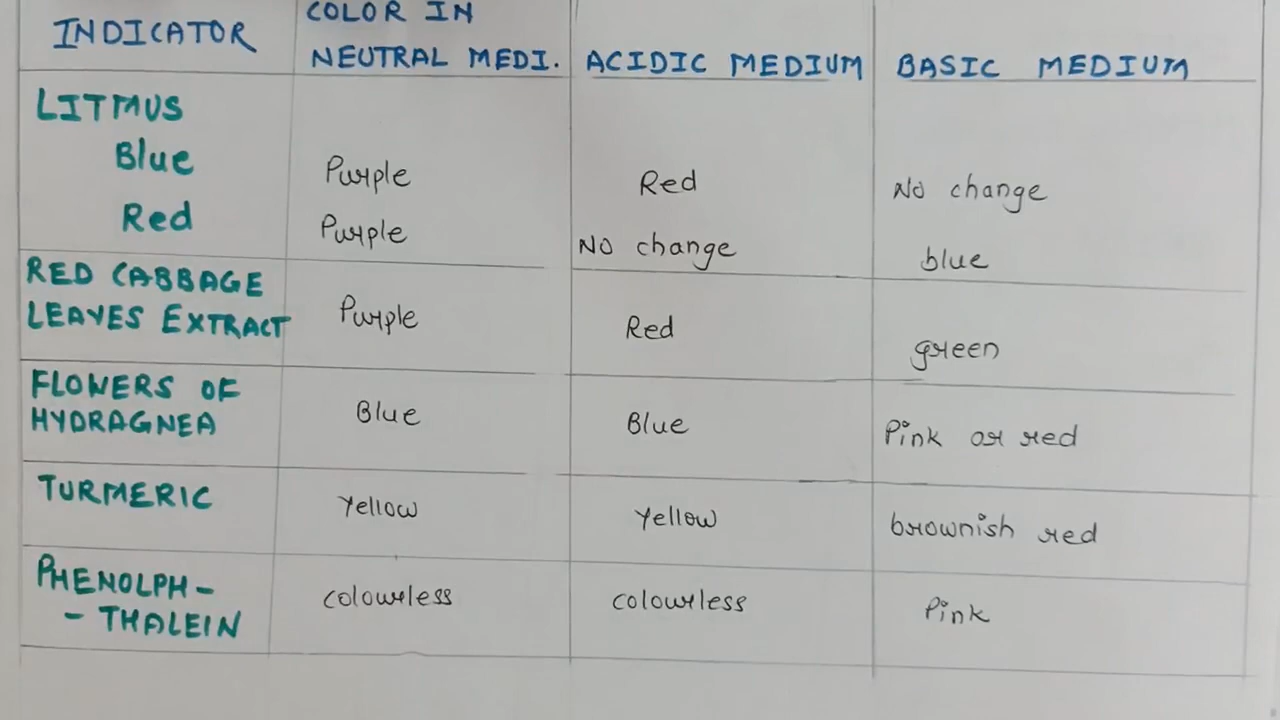 INDICATOR
COLOR IN
NEUTRAL MEDI.
ACIDIC MEDIUM
BASIC MEDIUM
LITMUS
Blue
Purple
Red
No change
Red
Purple
No change
blue
RED CABBAGE
LEAVES EXTRACT
Purple
Red
green
FLOWERS OF
HYDRAGNEA
Blue
Blue
Pink or red
TURMERIC
Yellow
Yellow
brownish red
PHENOLPH-
- THALEIN
colourless
colourless
Pink